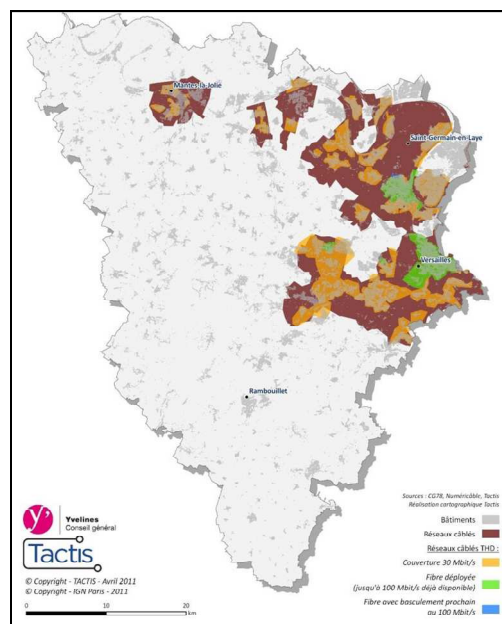 Mantes-la-Jolie
Saint-Germain-en-Laye
Versailles
Rambouillet
Sources : CG78, Numéricâble, Tactis
Réalisation cartographique Tactis
Bâtiments
Réseaux câblés
Réseaux câblés THD :
Couverture 30 Mbit/s
Fibre déployée
(jusqu'à 100 Mbit/s déjà disponible)
Fibre avec basculement prochain
au 100 Mbit/s
y'
Yvelines
Conseil général
Tactis
© Copyright - TACTIS - Avril 2011
© Copyright - IGN Paris - 2011
0 10 20
km